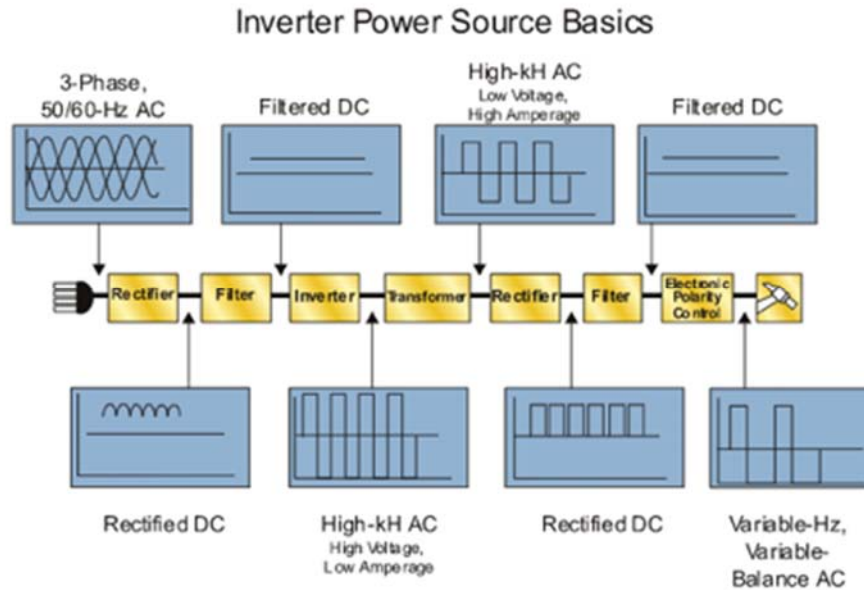 Inverter Power Source Basics
3-Phase,
50/60-Hz AC
Filtered DC
High-kH AC
Low Voltage,
High Amperage
Filtered DC
Rectifier
Filter
Inverter
Transformer
Rectifier
Filter
Electronic
Polarity
Control
Rectified DC
High-kH AC
High Voltage,
Low Amperage
Rectified DC
Variable-Hz,
Variable-
Balance AC